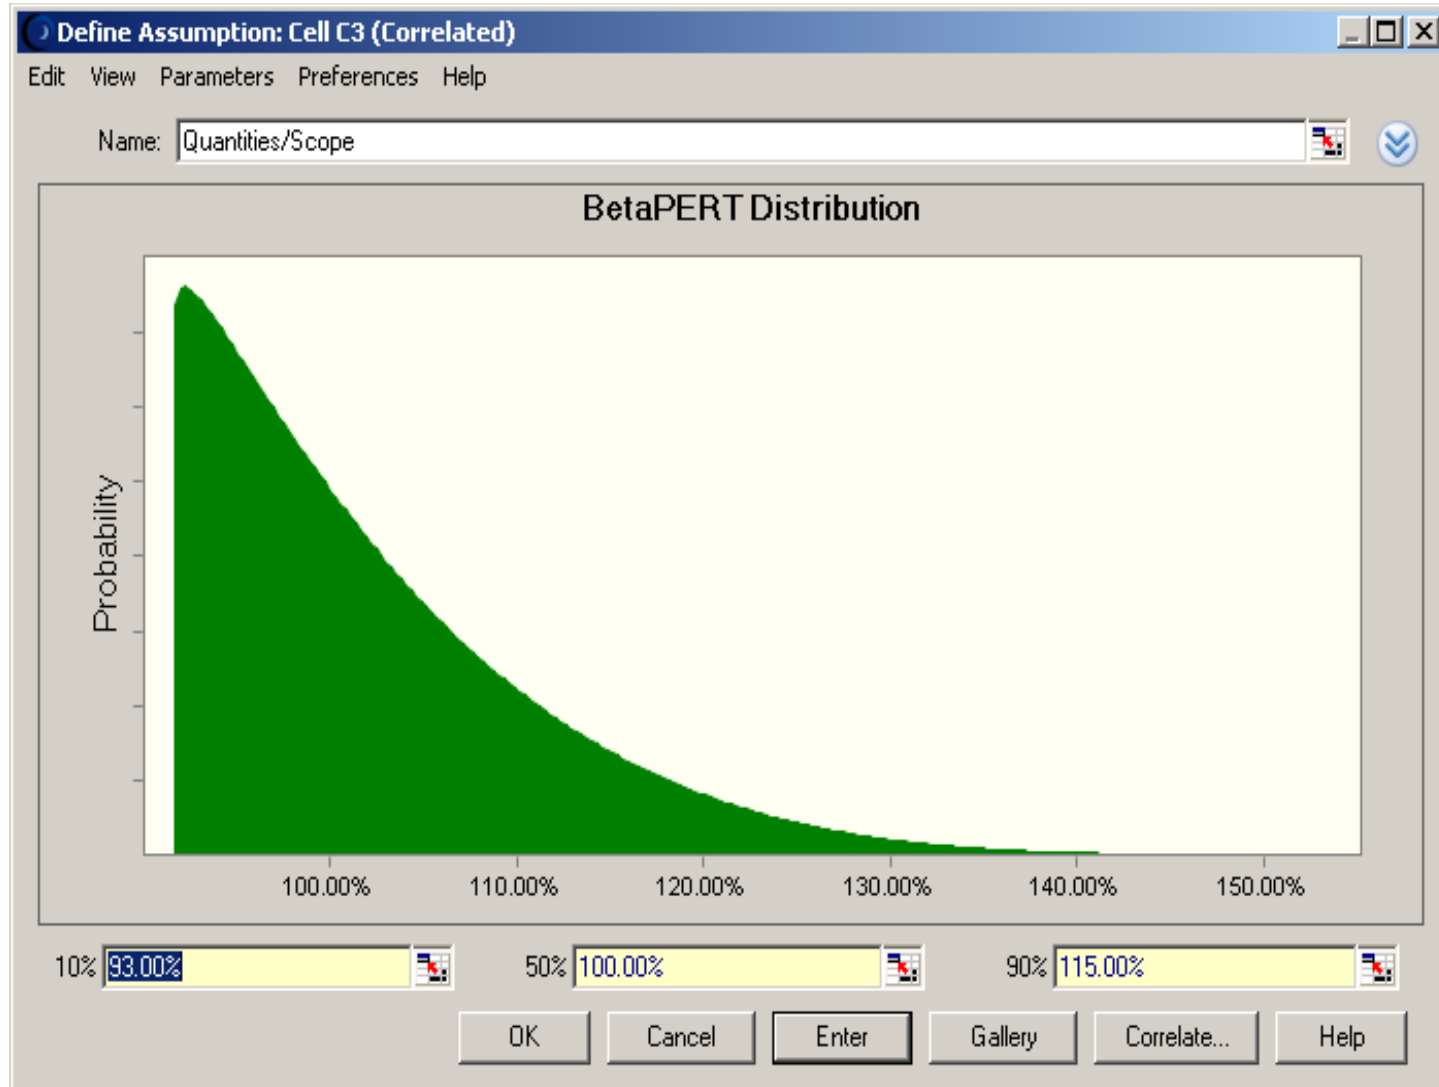 Define Assumption: Cell C3 (Correlated)
Edit View Parameters Preferences Help
Name: Quantities/Scope
BetaPERT Distribution
Probability
100.00% 110.00% 120.00% 130.00% 140.00% 150.00%
10% 93.00% 50% 100.00% 90% 115.00%
OK Cancel Enter Gallery Correlate... Help